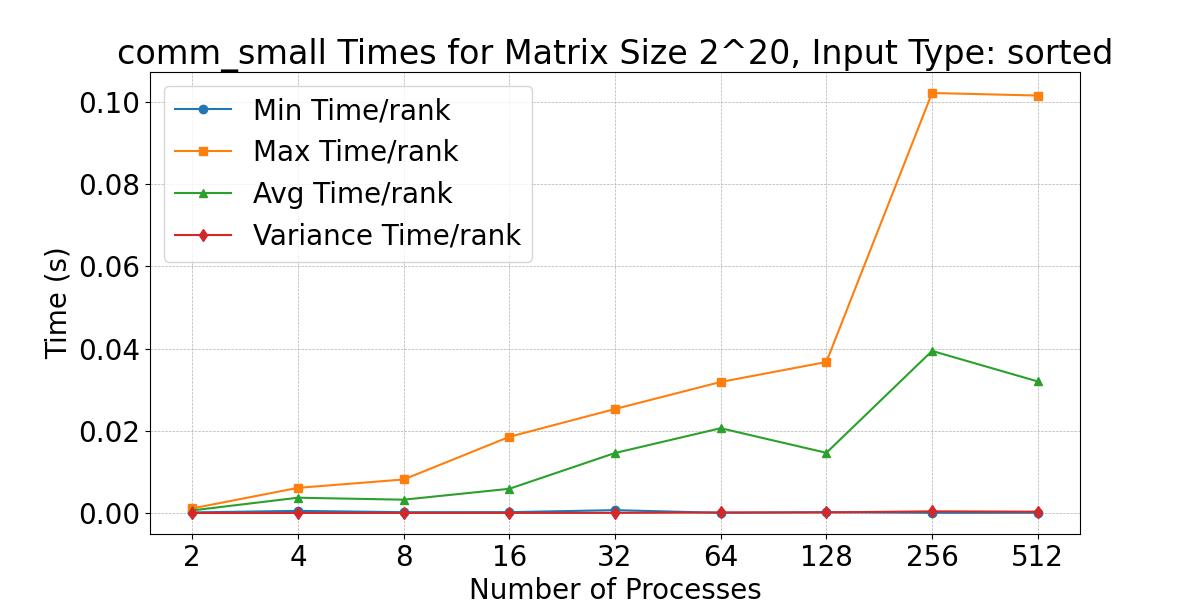 comm_small Times for Matrix Size 2^20, Input Type: sorted
Min Time/rank
Max Time/rank
Avg Time/rank
Variance Time/rank
Time (s)
0.10
0.08
0.06
0.04
0.02
0.00
2 4 8 16 32 64 128 256 512
Number of Processes